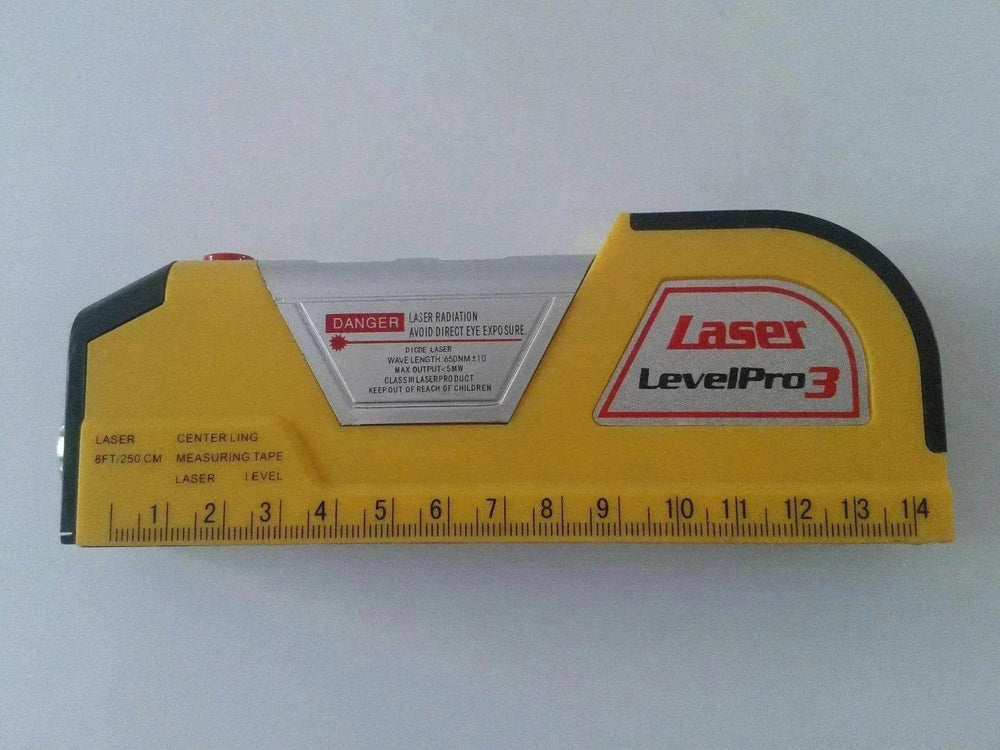 DANGER LASER RADIATION
AVOID DIRECT EYE EXPOSURE.
DICDE LASER
WAVE LENGTH :650NM±10
MAX OUTPUT<5MW
CLASS III LASERPRODUCT
KEEP OUT OF REACH OF CHILDREN
Laser
LevelPro3
LASER CENTER LING
8FT/250 CM MEASURING TAPE
LASER LEVEL
1 2 3 4 5 6 7 8 9 10 11 12 13 14